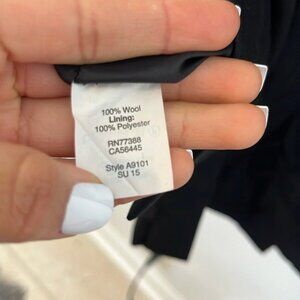 100% Wool
Lining:
100% Polyester
RN77388
CA56445
Style A9101
SU 15